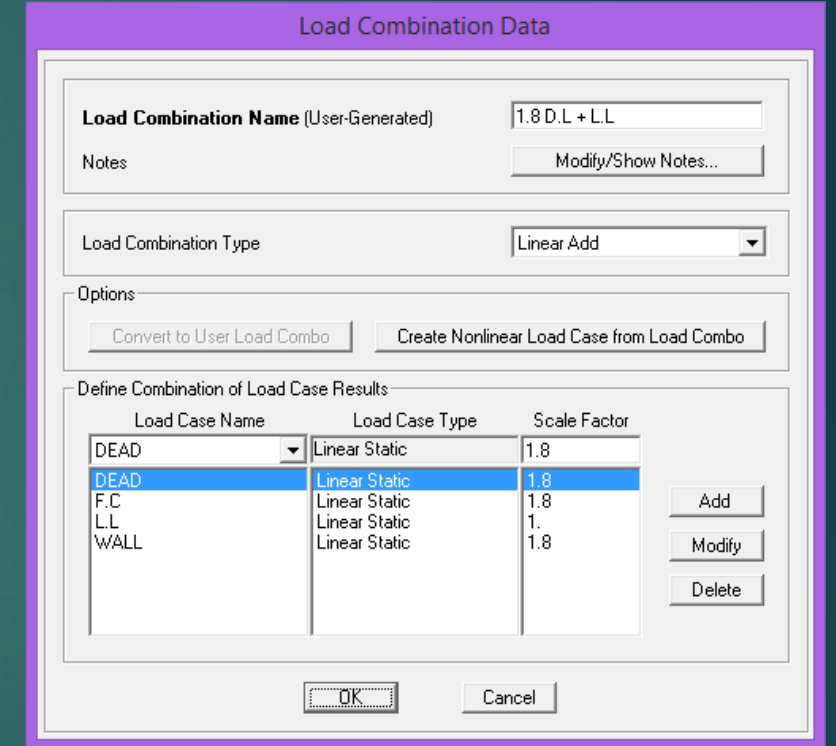 Load Combination Data
Load Combination Name (User-Generated) 1.8 D.L + L.L
Notes Modify/Show Notes...
Load Combination Type Linear Add
Options
Convert to User Load Combo Create Nonlinear Load Case from Load Combo
Define Combination of Load Case Results
Load Case Name Load Case Type Scale Factor
DEAD Linear Static 1.8
DEAD Linear Static 1.8
F.C Linear Static 1.8
L.L Linear Static 1.
WALL Linear Static 1.8
Add
Modify
Delete
OK Cancel